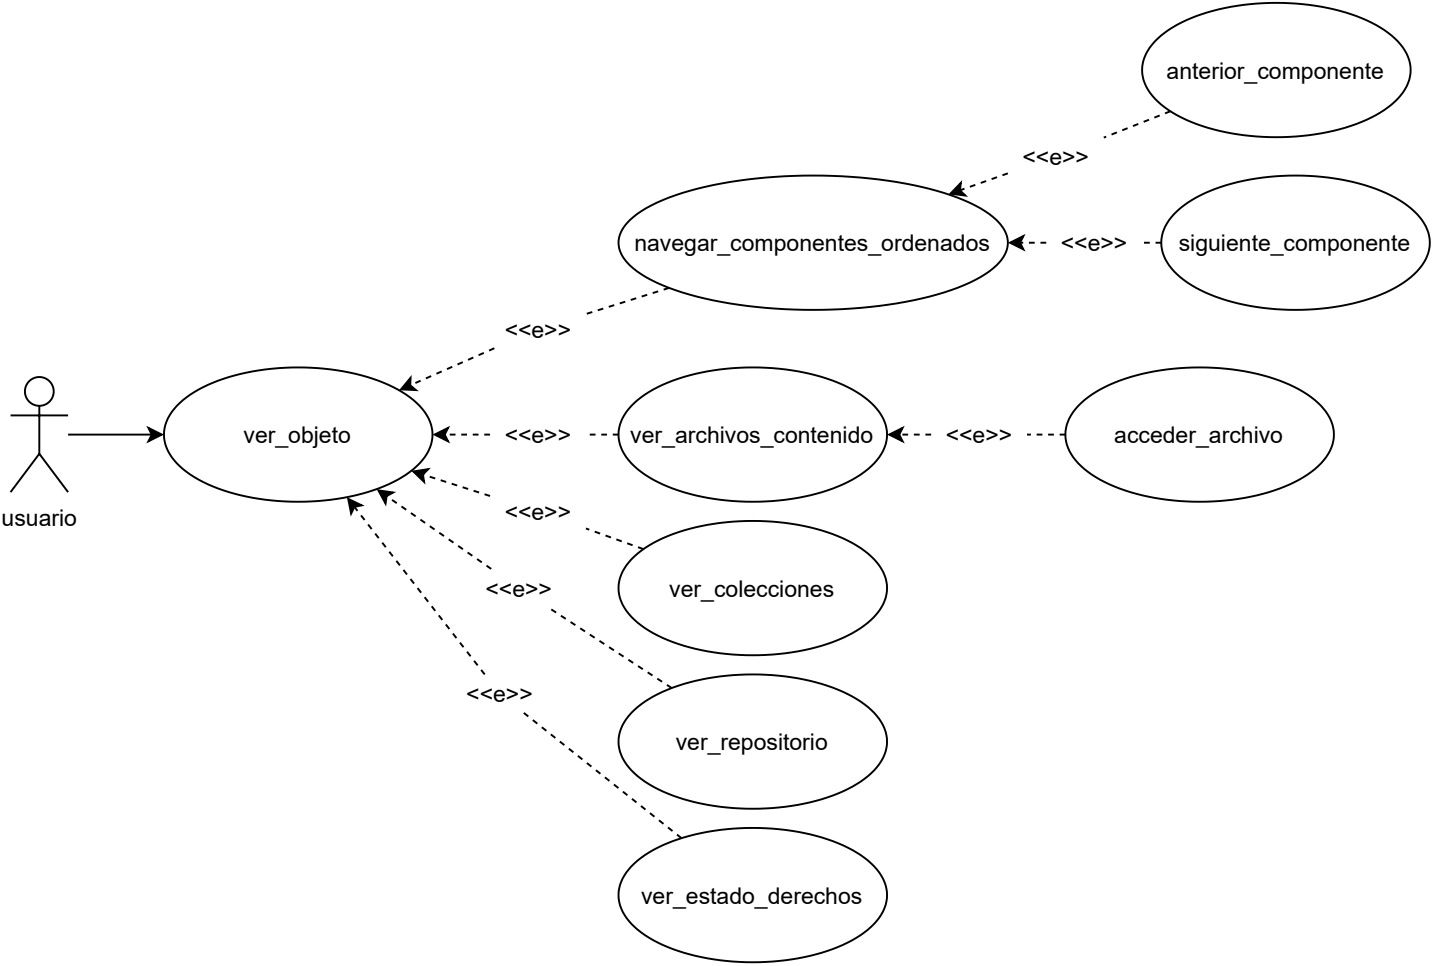 anterior_componente
<<e>>
navegar_componentes_ordenados
<<e>>
siguiente_componente
<<e>>
usuario
ver_objeto
<<e>>
ver_archivos_contenido
<<e>>
acceder_archivo
<<e>>
ver_colecciones
<<e>>
ver_repositorio
<<e>>
ver_estado_derechos